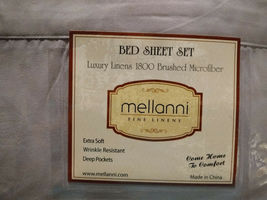 BED SHEET SET
Luxury Linens 1800 Brushed Microfiber
mellanni
FINE LINENS
Extra Soft
Wrinkle Resistant
Deep Pockets
Come Home
To Comfort
www.mellanni.com
Made in China